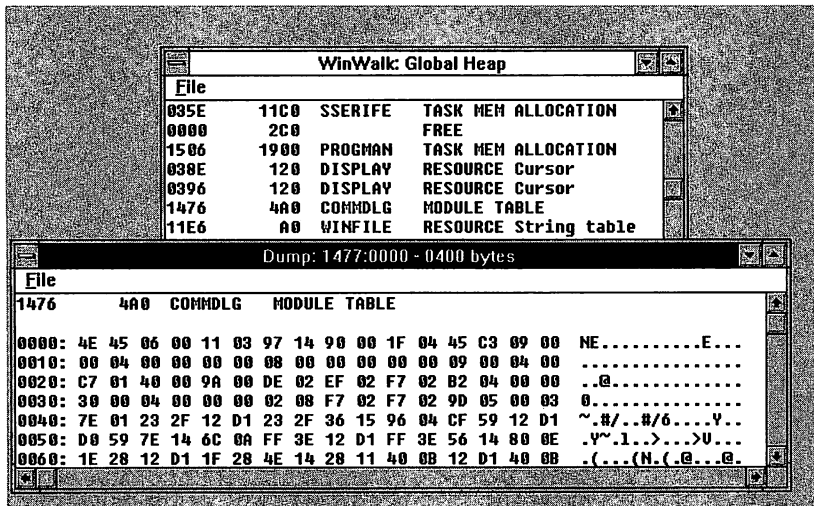 WinWalk: Global Heap
File
035E 11C0 SSERIFE TASK MEM ALLOCATION
0000 2C0 FREE
1506 1900 PROGMAN TASK MEM ALLOCATION
038E 120 DISPLAY RESOURCE Cursor
0396 120 DISPLAY RESOURCE Cursor
1476 4A0 COMMDLG MODULE TABLE
11E6 A0 WINFILE RESOURCE String table
Dump: 1477:0000 - 0400 bytes
File
1476 4A0 COMMDLG MODULE TABLE
0000: 4E 45 06 00 11 03 97 14 90 00 1F 04 45 C3 09 00 NE..........E...
0010: 00 04 00 00 00 00 08 00 00 00 00 00 09 00 04 00 ................
0020: C7 01 40 00 9A 00 DE 02 EF 02 F7 02 B2 04 00 00 ..@.............
0030: 30 00 04 00 00 00 02 08 F7 02 F7 02 9D 05 00 03 0...............
0040: 7E 01 23 2F 12 D1 23 2F 36 15 96 04 CF 59 12 D1 ~.#/..#/6....Y..
0050: D0 59 7E 14 6C 0A FF 3E 12 D1 FF 3E 56 14 80 0E .Y~.l..>...>V...
0060: 1E 28 12 D1 1F 28 4E 14 28 11 40 0B 12 D1 40 0B .(...(N.(.@...@.